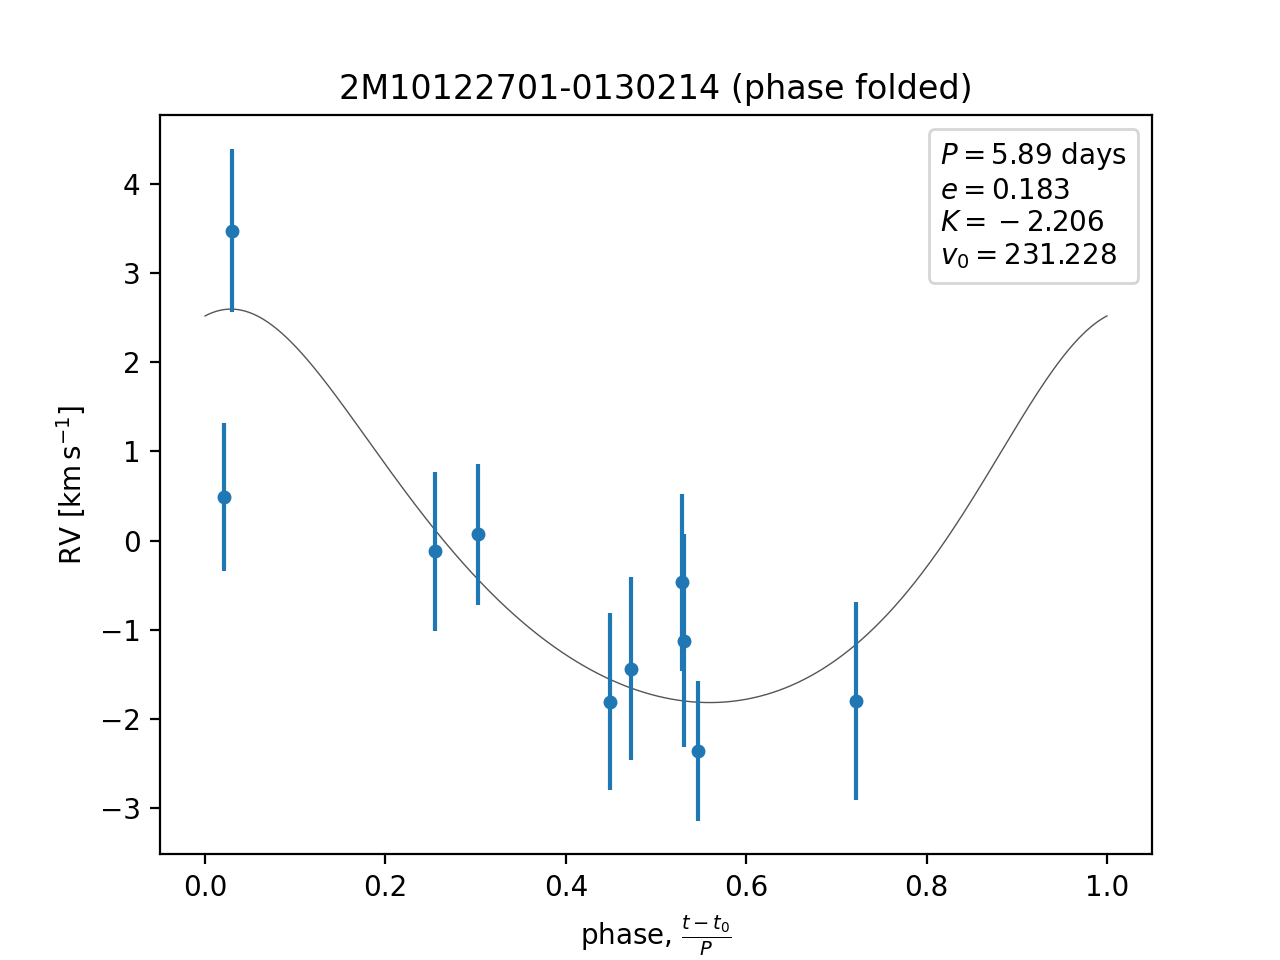 2M10122701-0130214 (phase folded)
P = 5.89 days
e = 0.183
K = −2.206
v₀ = 231.228
4
3
2
1
0
−1
−2
−3
RV [km s⁻¹]
0.0 0.2 0.4 0.6 0.8 1.0
phase, (t − t₀)/P